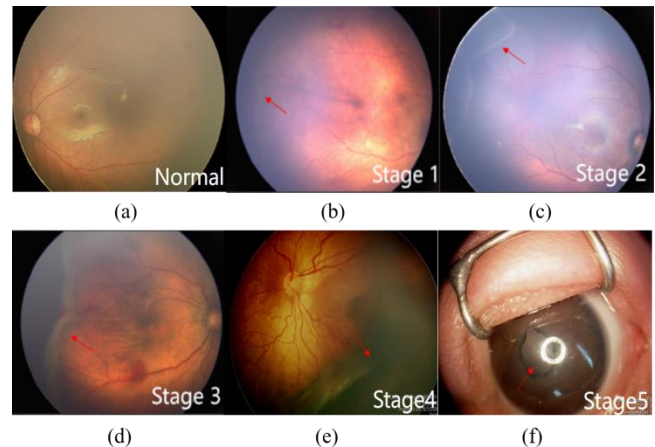 Normal
Stage 1
Stage 2
(a)
(b)
(c)
Stage 3
Stage4
Stage5
(d)
(e)
(f)